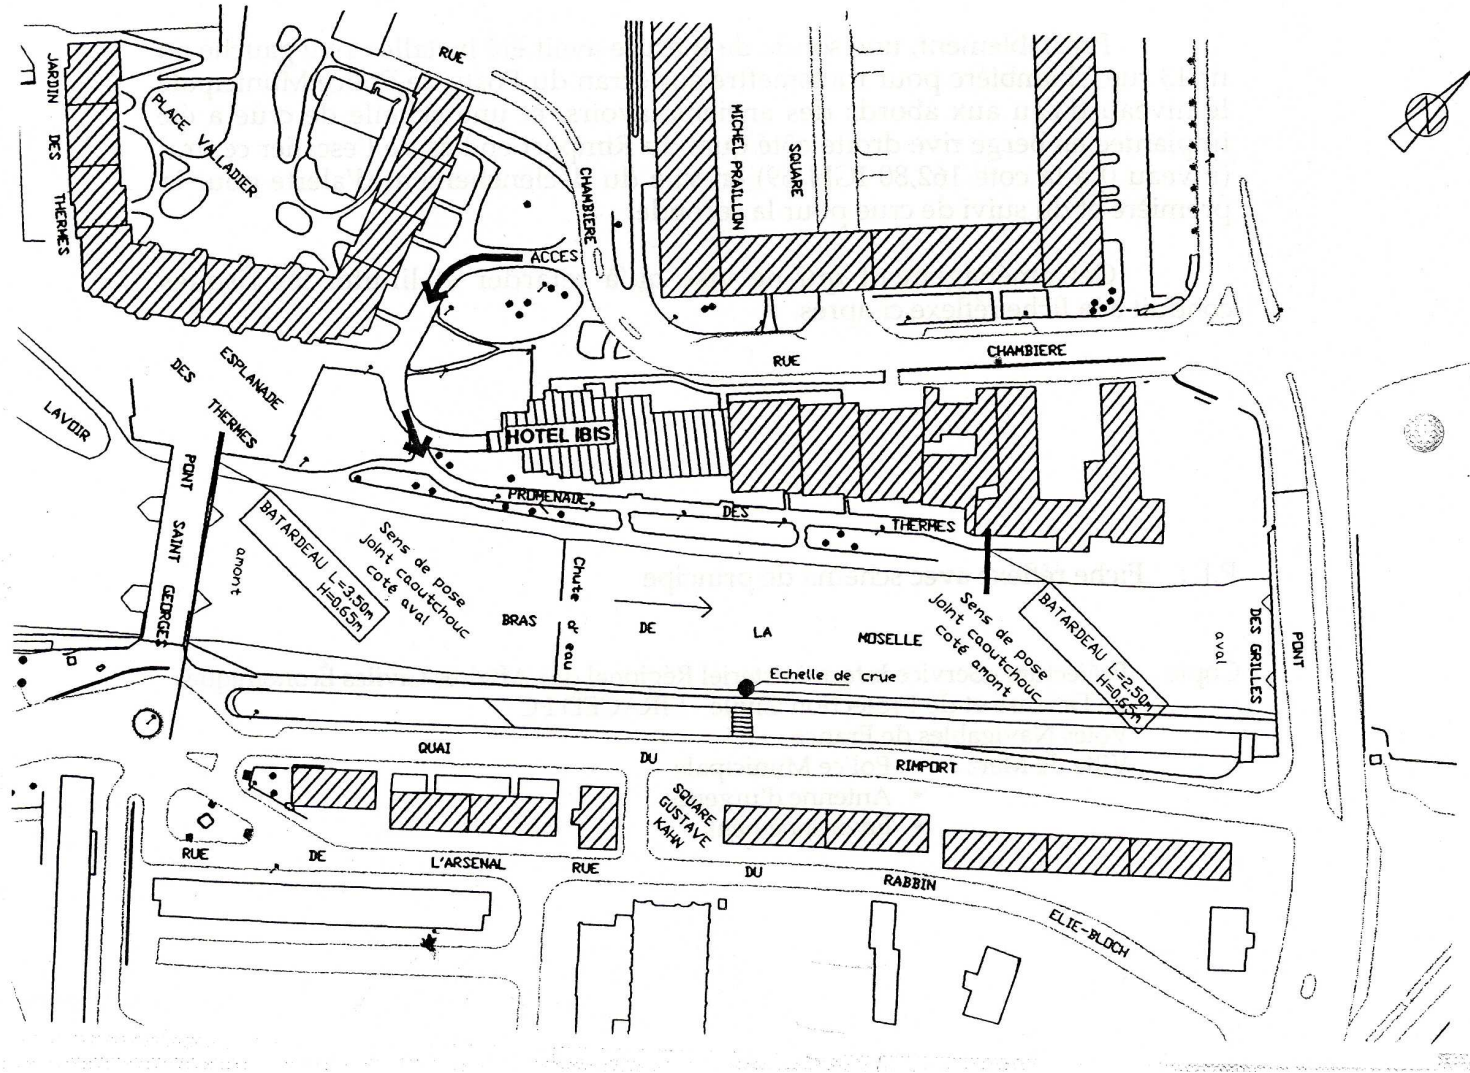 RUE
JARDIN DES THERMES
PLACE VALLADIER
CHAMBIERE
MICHEL PRAILLON
SQUARE
ACCES
ESPLANADE
DES
THERMES
RUE
CHAMBIERE
LAVOIR
HOTEL IBIS
PONT SAINT GEORGES
PROMENADE
DES
THERMES
BATARDEAU L=3.50m
H=0.65m
amont
Sens de pose
joint caoutchouc
coté aval
Chute d'eau
BRAS
DE
LA
MOSELLE
Sens de pose
joint caoutchouc
coté amont
BATARDEAU L=2.50m
H=0.65m
aval
DES GRILLES
PONT
Echelle de crue
QUAI
DU
RIMPORT
SQUARE
GUSTAVE
KAHN
RUE
DE
L'ARSENAL
RUE
DU
RABBIN
ELIE-BLOCH